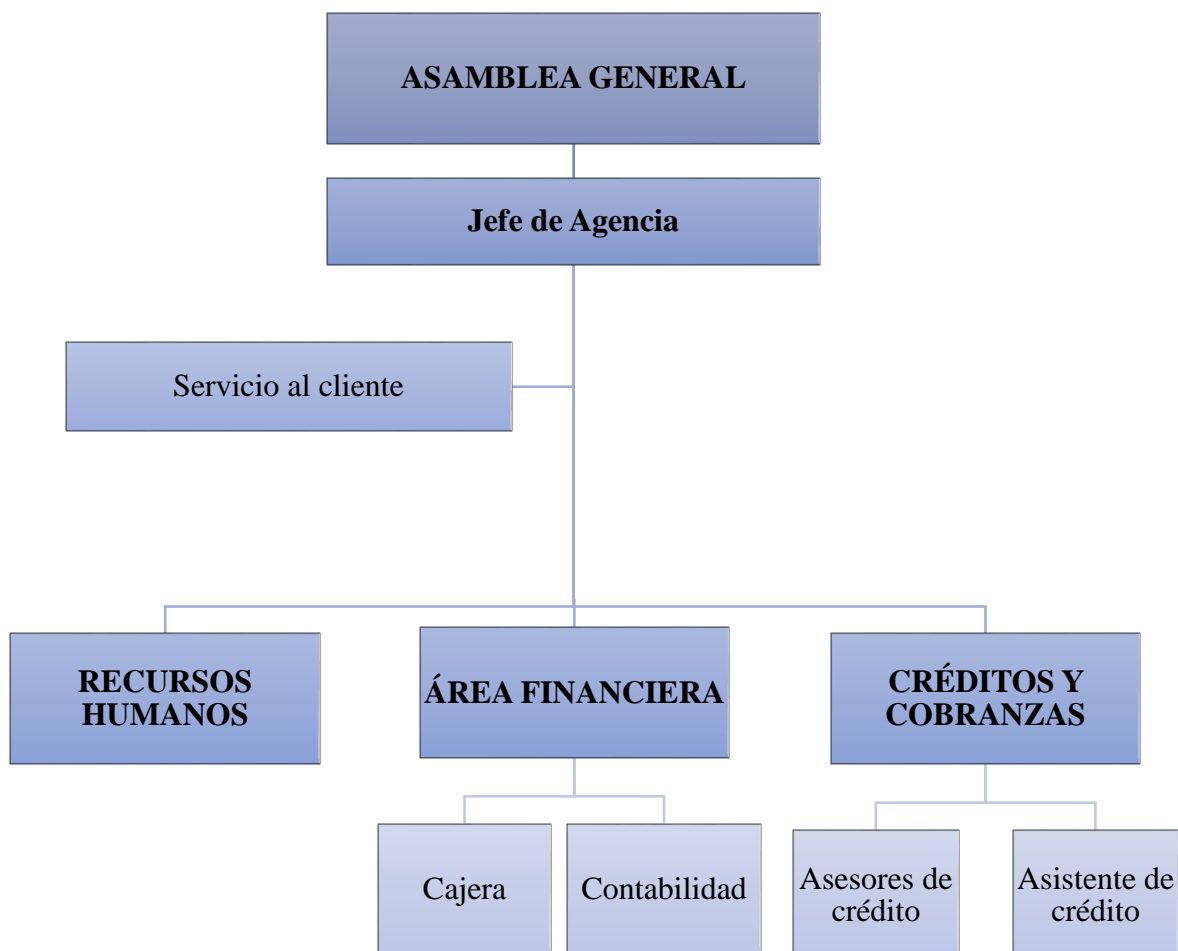 ASAMBLEA GENERAL
Jefe de Agencia
Servicio al cliente
RECURSOS
HUMANOS
ÁREA FINANCIERA
CRÉDITOS Y
COBRANZAS
Cajera
Contabilidad
Asesores de
crédito
Asistente de
crédito